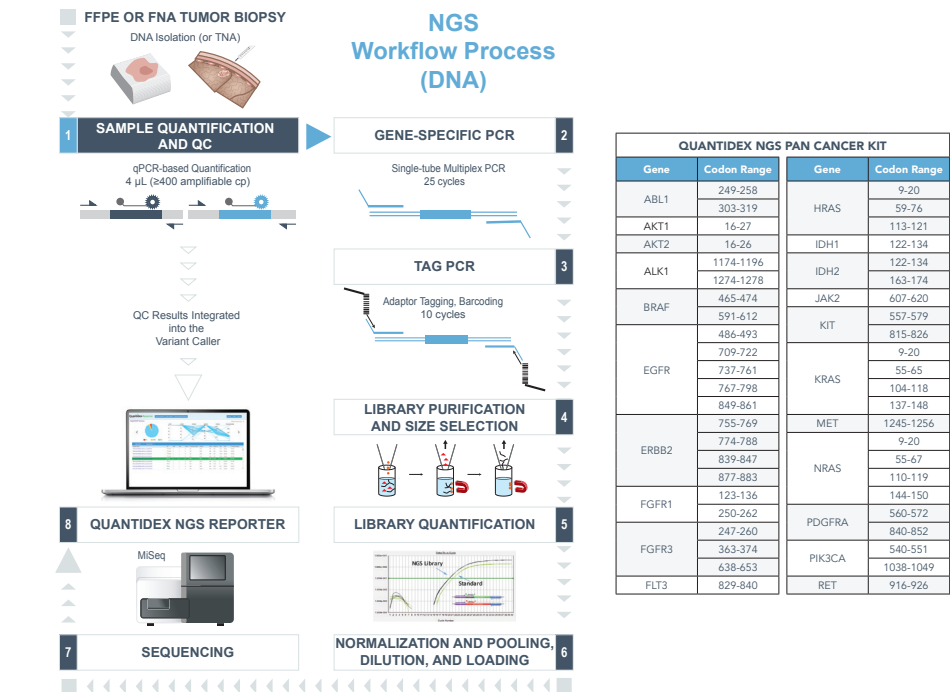 FFPE OR FNA TUMOR BIOPSY
DNA Isolation (or TNA)
NGS
Workflow Process
(DNA)
1
SAMPLE QUANTIFICATION
AND QC
qPCR-based Quantification
4 µL (≥400 amplifiable cp)
QC Results Integrated
into the
Variant Caller
8
QUANTIDEX NGS REPORTER
MiSeq
7
SEQUENCING
GENE-SPECIFIC PCR
2
Single-tube Multiplex PCR
25 cycles
TAG PCR
3
Adaptor Tagging, Barcoding
10 cycles
LIBRARY PURIFICATION
AND SIZE SELECTION
4
LIBRARY QUANTIFICATION
5
NGS Library
Standard
NORMALIZATION AND POOLING,
DILUTION, AND LOADING
6
QUANTIDEX NGS PAN CANCER KIT
Gene Codon Range
ABL1 249-258
303-319
AKT1 16-27
AKT2 16-26
ALK1 1174-1196
1274-1278
BRAF 465-474
591-612
EGFR 486-493
709-722
737-761
767-798
849-861
ERBB2 755-769
774-788
839-847
877-883
FGFR1 123-136
250-262
FGFR3 247-260
363-374
638-653
FLT3 829-840
Gene Codon Range
HRAS 9-20
59-76
113-121
IDH1 122-134
IDH2 122-134
163-174
JAK2 607-620
KIT 557-579
815-826
KRAS 9-20
55-65
104-118
137-148
MET 1245-1256
NRAS 9-20
55-67
110-119
144-150
PDGFRA 560-572
840-852
PIK3CA 540-551
1038-1049
RET 916-926